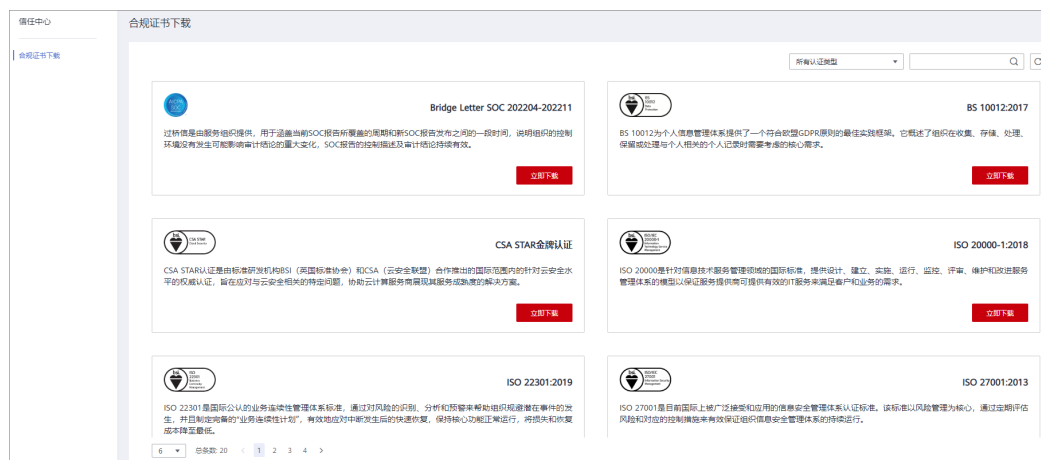 信任中心
合规证书下载
合规证书下载
所有认证类型
Bridge Letter SOC 202204-202211
过桥信是由服务组织提供，用于涵盖当前SOC报告所覆盖的周期和新SOC报告发布之间的一段时间，说明组织的控制
环境没有发生可能影响审计结论的重大变化，SOC报告的控制描述及审计结论持续有效。
立即下载
BS 10012:2017
BS 10012为个人信息管理体系提供了一个符合欧盟GDPR原则的最佳实践框架。它概述了组织在收集、存储、处理、
保留或处理与个人相关的个人记录时需要考虑的核心需求。
立即下载
CSA STAR金牌认证
CSA STAR认证是由标准研发机构BSI（英国标准协会）和CSA（云安全联盟）合作推出的国际范围内的针对云安全水
平的权威认证，旨在应对与云安全相关的特定问题，协助云计算服务商展现其服务成熟度的解决方案。
立即下载
ISO 20000-1:2018
ISO 20000是针对信息技术服务管理领域的国际标准，提供设计、建立、实施、运行、监控、评审、维护和改进服务
管理体系的模型以保证服务提供商可提供有效的IT服务来满足客户和业务的需求。
立即下载
ISO 22301:2019
ISO 22301是国际公认的业务连续性管理体系标准，通过对风险的识别、分析和预警来帮助组织规避潜在事件的发
生，并且制定完备的“业务连续性计划”，有效地应对中断发生后的快速恢复，保持核心功能正常运行，将损失和恢复
成本降至最低。
ISO 27001:2013
ISO 27001是目前国际上被广泛接受和应用的信息安全管理体系认证标准。该标准以风险管理为核心，通过定期评估
风险和对应的控制措施来有效保证组织信息安全管理体系的持续运行。
6 总条数: 20 < 1 2 3 4 >